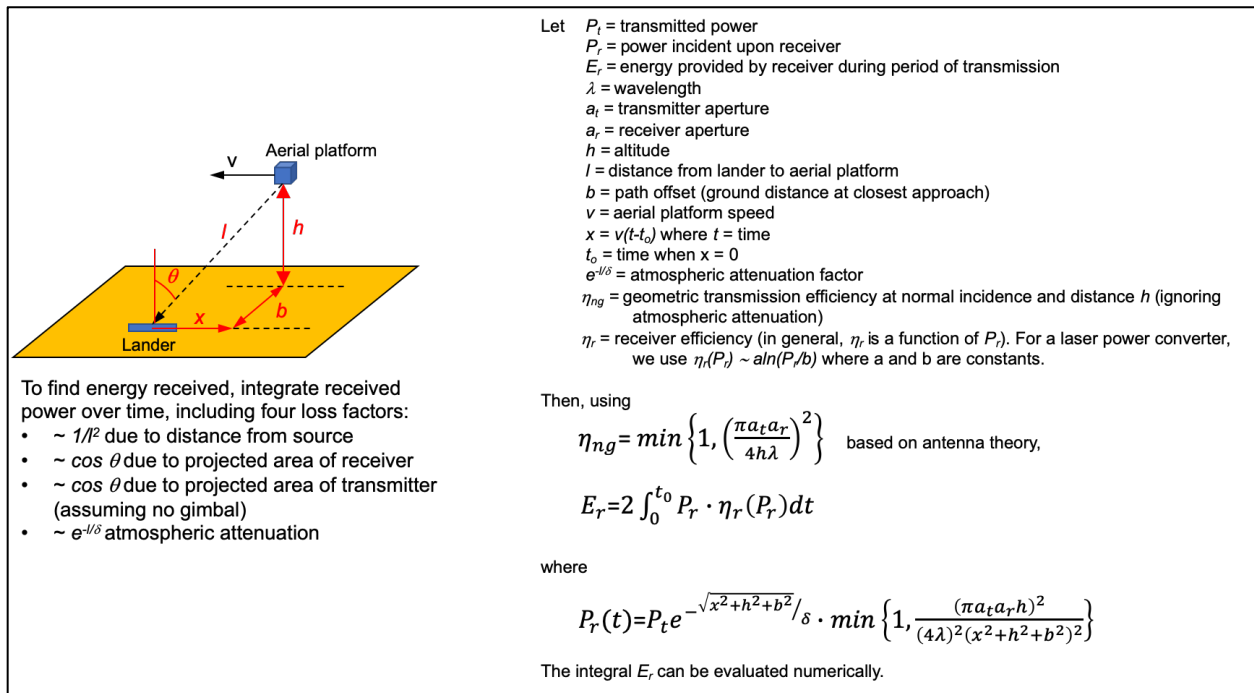 Aerial platform
v
l
h
θ
b
x
Lander
To find energy received, integrate received
power over time, including four loss factors:
• ~ 1/l² due to distance from source
• ~ cos θ due to projected area of receiver
• ~ cos θ due to projected area of transmitter
(assuming no gimbal)
• ~ e^{-l/δ} atmospheric attenuation
Let P_t = transmitted power
P_r = power incident upon receiver
E_r = energy provided by receiver during period of transmission
λ = wavelength
a_t = transmitter aperture
a_r = receiver aperture
h = altitude
l = distance from lander to aerial platform
b = path offset (ground distance at closest approach)
v = aerial platform speed
x = v(t-t_o) where t = time
t_o = time when x = 0
e^{-l/δ} = atmospheric attenuation factor
η_{ng} = geometric transmission efficiency at normal incidence and distance h (ignoring
atmospheric attenuation)
η_r = receiver efficiency (in general, η_r is a function of P_r). For a laser power converter,
we use η_r(P_r) ~ aln(P_r/b) where a and b are constants.
Then, using
η_{ng} = min {1, (πa_t a_r / 4hλ)²} based on antenna theory,
E_r = 2 ∫_0^{t_0} P_r · η_r(P_r)dt
where
P_r(t) = P_t e^{-√(x²+h²+b²)/δ} · min {1, (πa_t a_r h)² / (4λ)²(x²+h²+b²)²}
The integral E_r can be evaluated numerically.